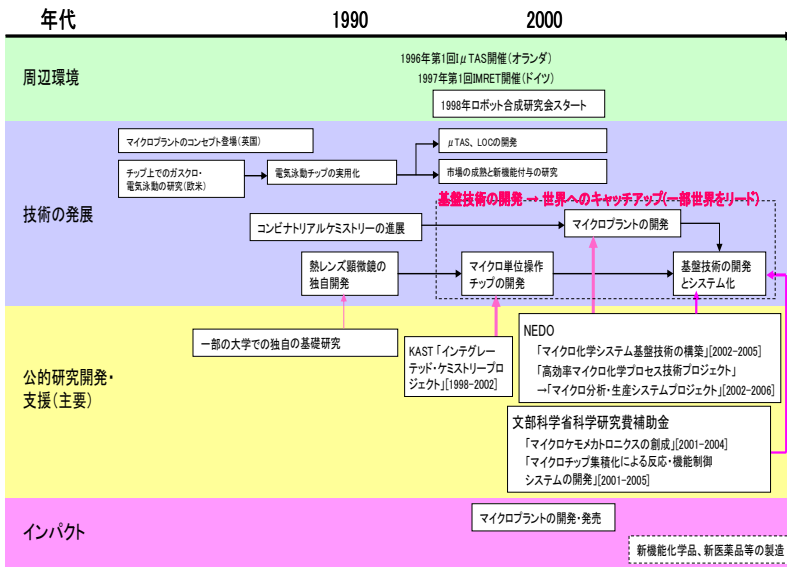 年代
1990
2000
周辺環境
1996年第1回IμTAS開催(オランダ)
1997年第1回IMRET開催(ドイツ)
1998年ロボット合成研究会スタート
技術の発展
マイクロプラントのコンセプト登場(英国)
チップ上でのガスクロ・
電気泳動の研究(欧米)
電気泳動チップの実用化
μTAS、LOCの開発
市場の成熟と新機能付与の研究
基盤技術の開発 → 世界へのキャッチアップ(一部世界をリード)
コンビナトリアルケミストリーの進展
マイクロプラントの開発
熱レンズ顕微鏡の
独自開発
マイクロ単位操作
チップの開発
基盤技術の開発
とシステム化
公的研究開発・
支援(主要)
一部の大学での独自の基礎研究
KAST「インテグレー
テッド・ケミストリープロ
ジェクト」[1998-2002]
NEDO
「マイクロ化学システム基盤技術の構築」[2002-2005]
「高効率マイクロ化学プロセス技術プロジェクト」
→「マイクロ分析・生産システムプロジェクト」[2002-2006]
文部科学省科学研究費補助金
「マイクロケモメカトロニクスの創成」[2001-2004]
「マイクロチップ集積化による反応・機能制御
システムの開発」[2001-2005]
インパクト
マイクロプラントの開発・発売
新機能化学品、新医薬品等の製造